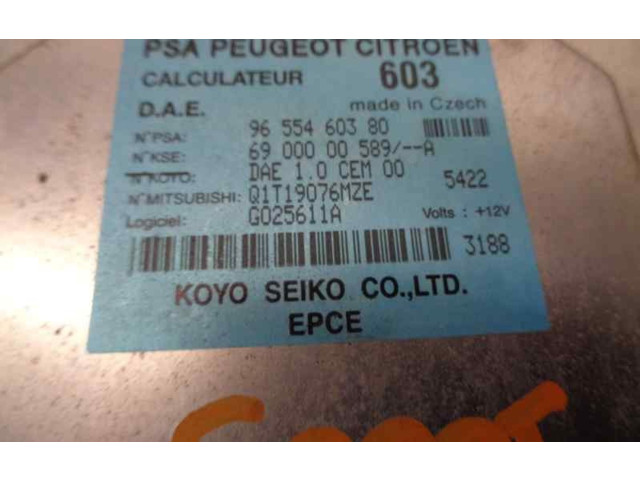 PSA PEUGEOT CITROEN
CALCULATEUR 603
D.A.E. made in Czech
N°PSA: 96 554 603 80
N°KSE: 69 000 00 589/--A
N°KOYO: DAE 1.0 CEM 00 5422
N°MITSUBISHI: Q1T19076MZE
Logiciel: G025611A Volts : +12V
3188
KOYO SEIKO CO.,LTD.
EPCE